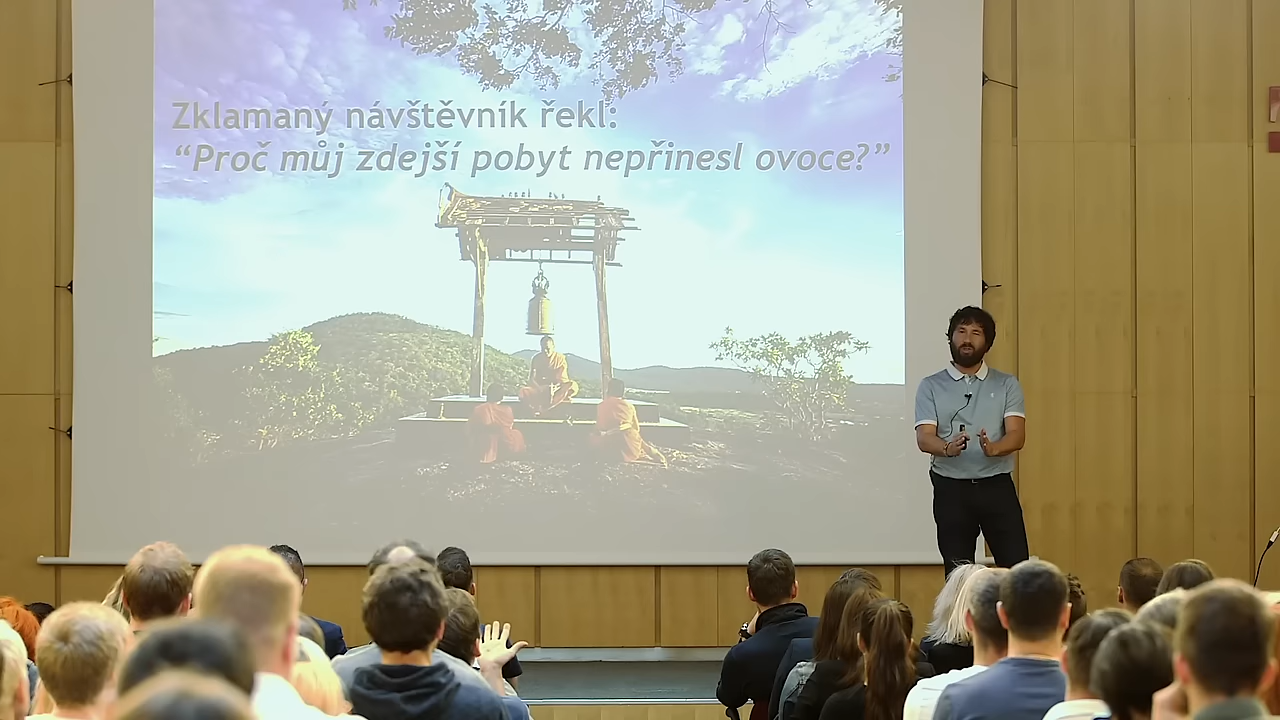 Zklamaný návštěvník řekl:
“Proč můj zdejší pobyt nepřinesl ovoce?”